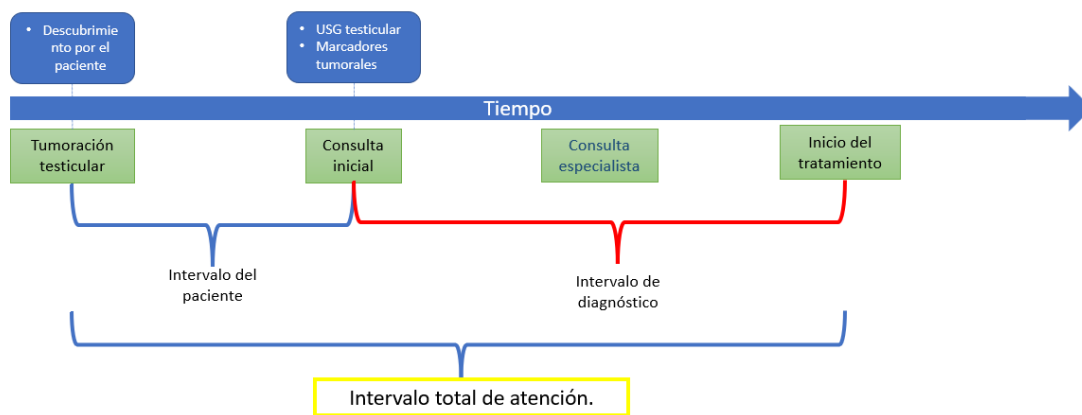 • Descubrimie
nto por el
paciente
• USG testicular
• Marcadores
tumorales
Tiempo
Tumoración
testicular
Consulta
inicial
Consulta
especialista
Inicio del
tratamiento
Intervalo del
paciente
Intervalo de
diagnóstico
Intervalo total de atención.